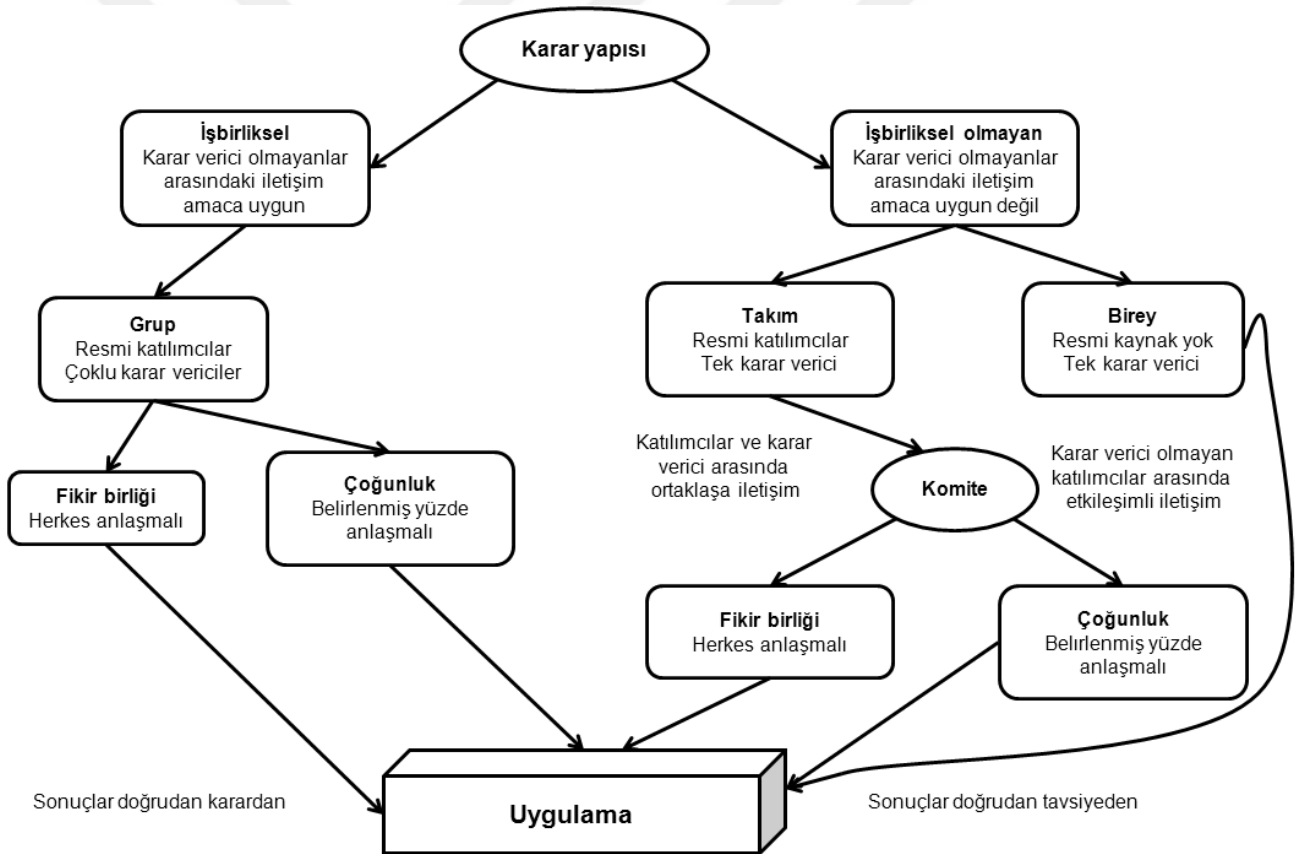 Karar yapısı
İşbirliksel
Karar verici olmayanlar
arasındaki iletişim
amaca uygun
İşbirliksel olmayan
Karar verici olmayanlar
arasındaki iletişim
amaca uygun değil
Grup
Resmi katılımcılar
Çoklu karar vericiler
Takım
Resmi katılımcılar
Tek karar verici
Birey
Resmi kaynak yok
Tek karar verici
Katılımcılar ve karar
verici arasında
ortaklaşa iletişim
Komite
Karar verici olmayan
katılımcılar arasında
etkileşimli iletişim
Fikir birliği
Herkes anlaşmalı
Çoğunluk
Belirlenmiş yüzde
anlaşmalı
Fikir birliği
Herkes anlaşmalı
Çoğunluk
Belırlenmiş yüzde
anlaşmalı
Sonuçlar doğrudan karardan
Uygulama
Sonuçlar doğrudan tavsiyeden